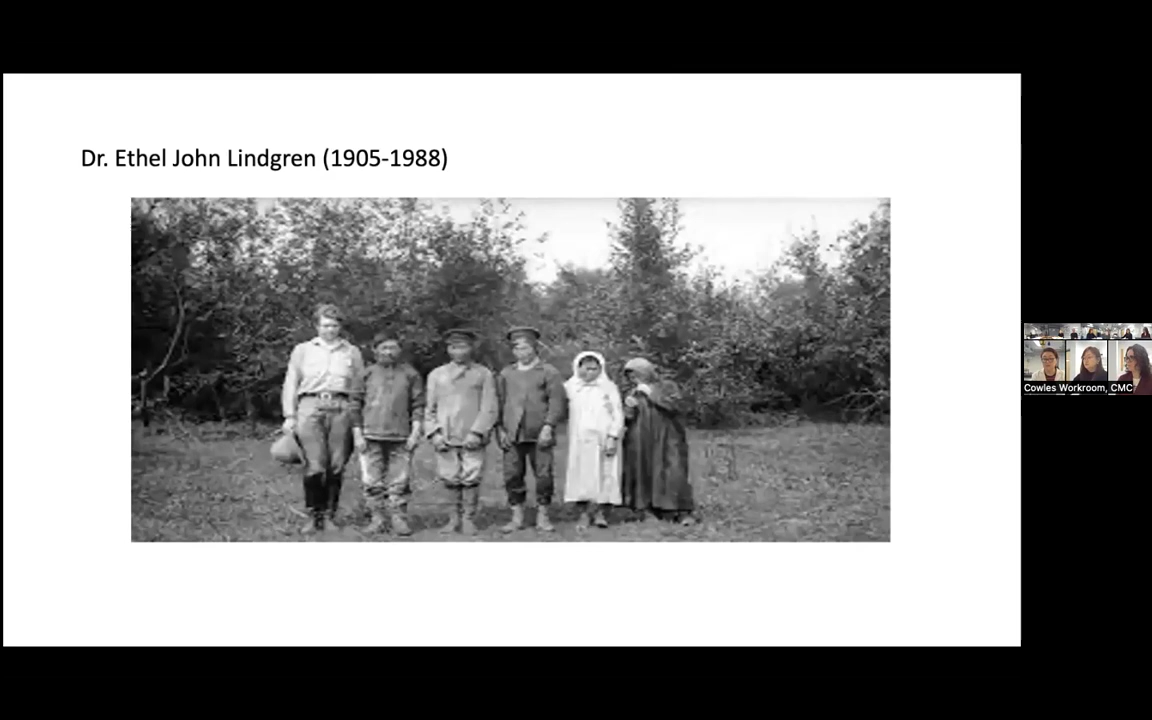 Dr. Ethel John Lindgren (1905-1988)
Cowles Workroom, CMC